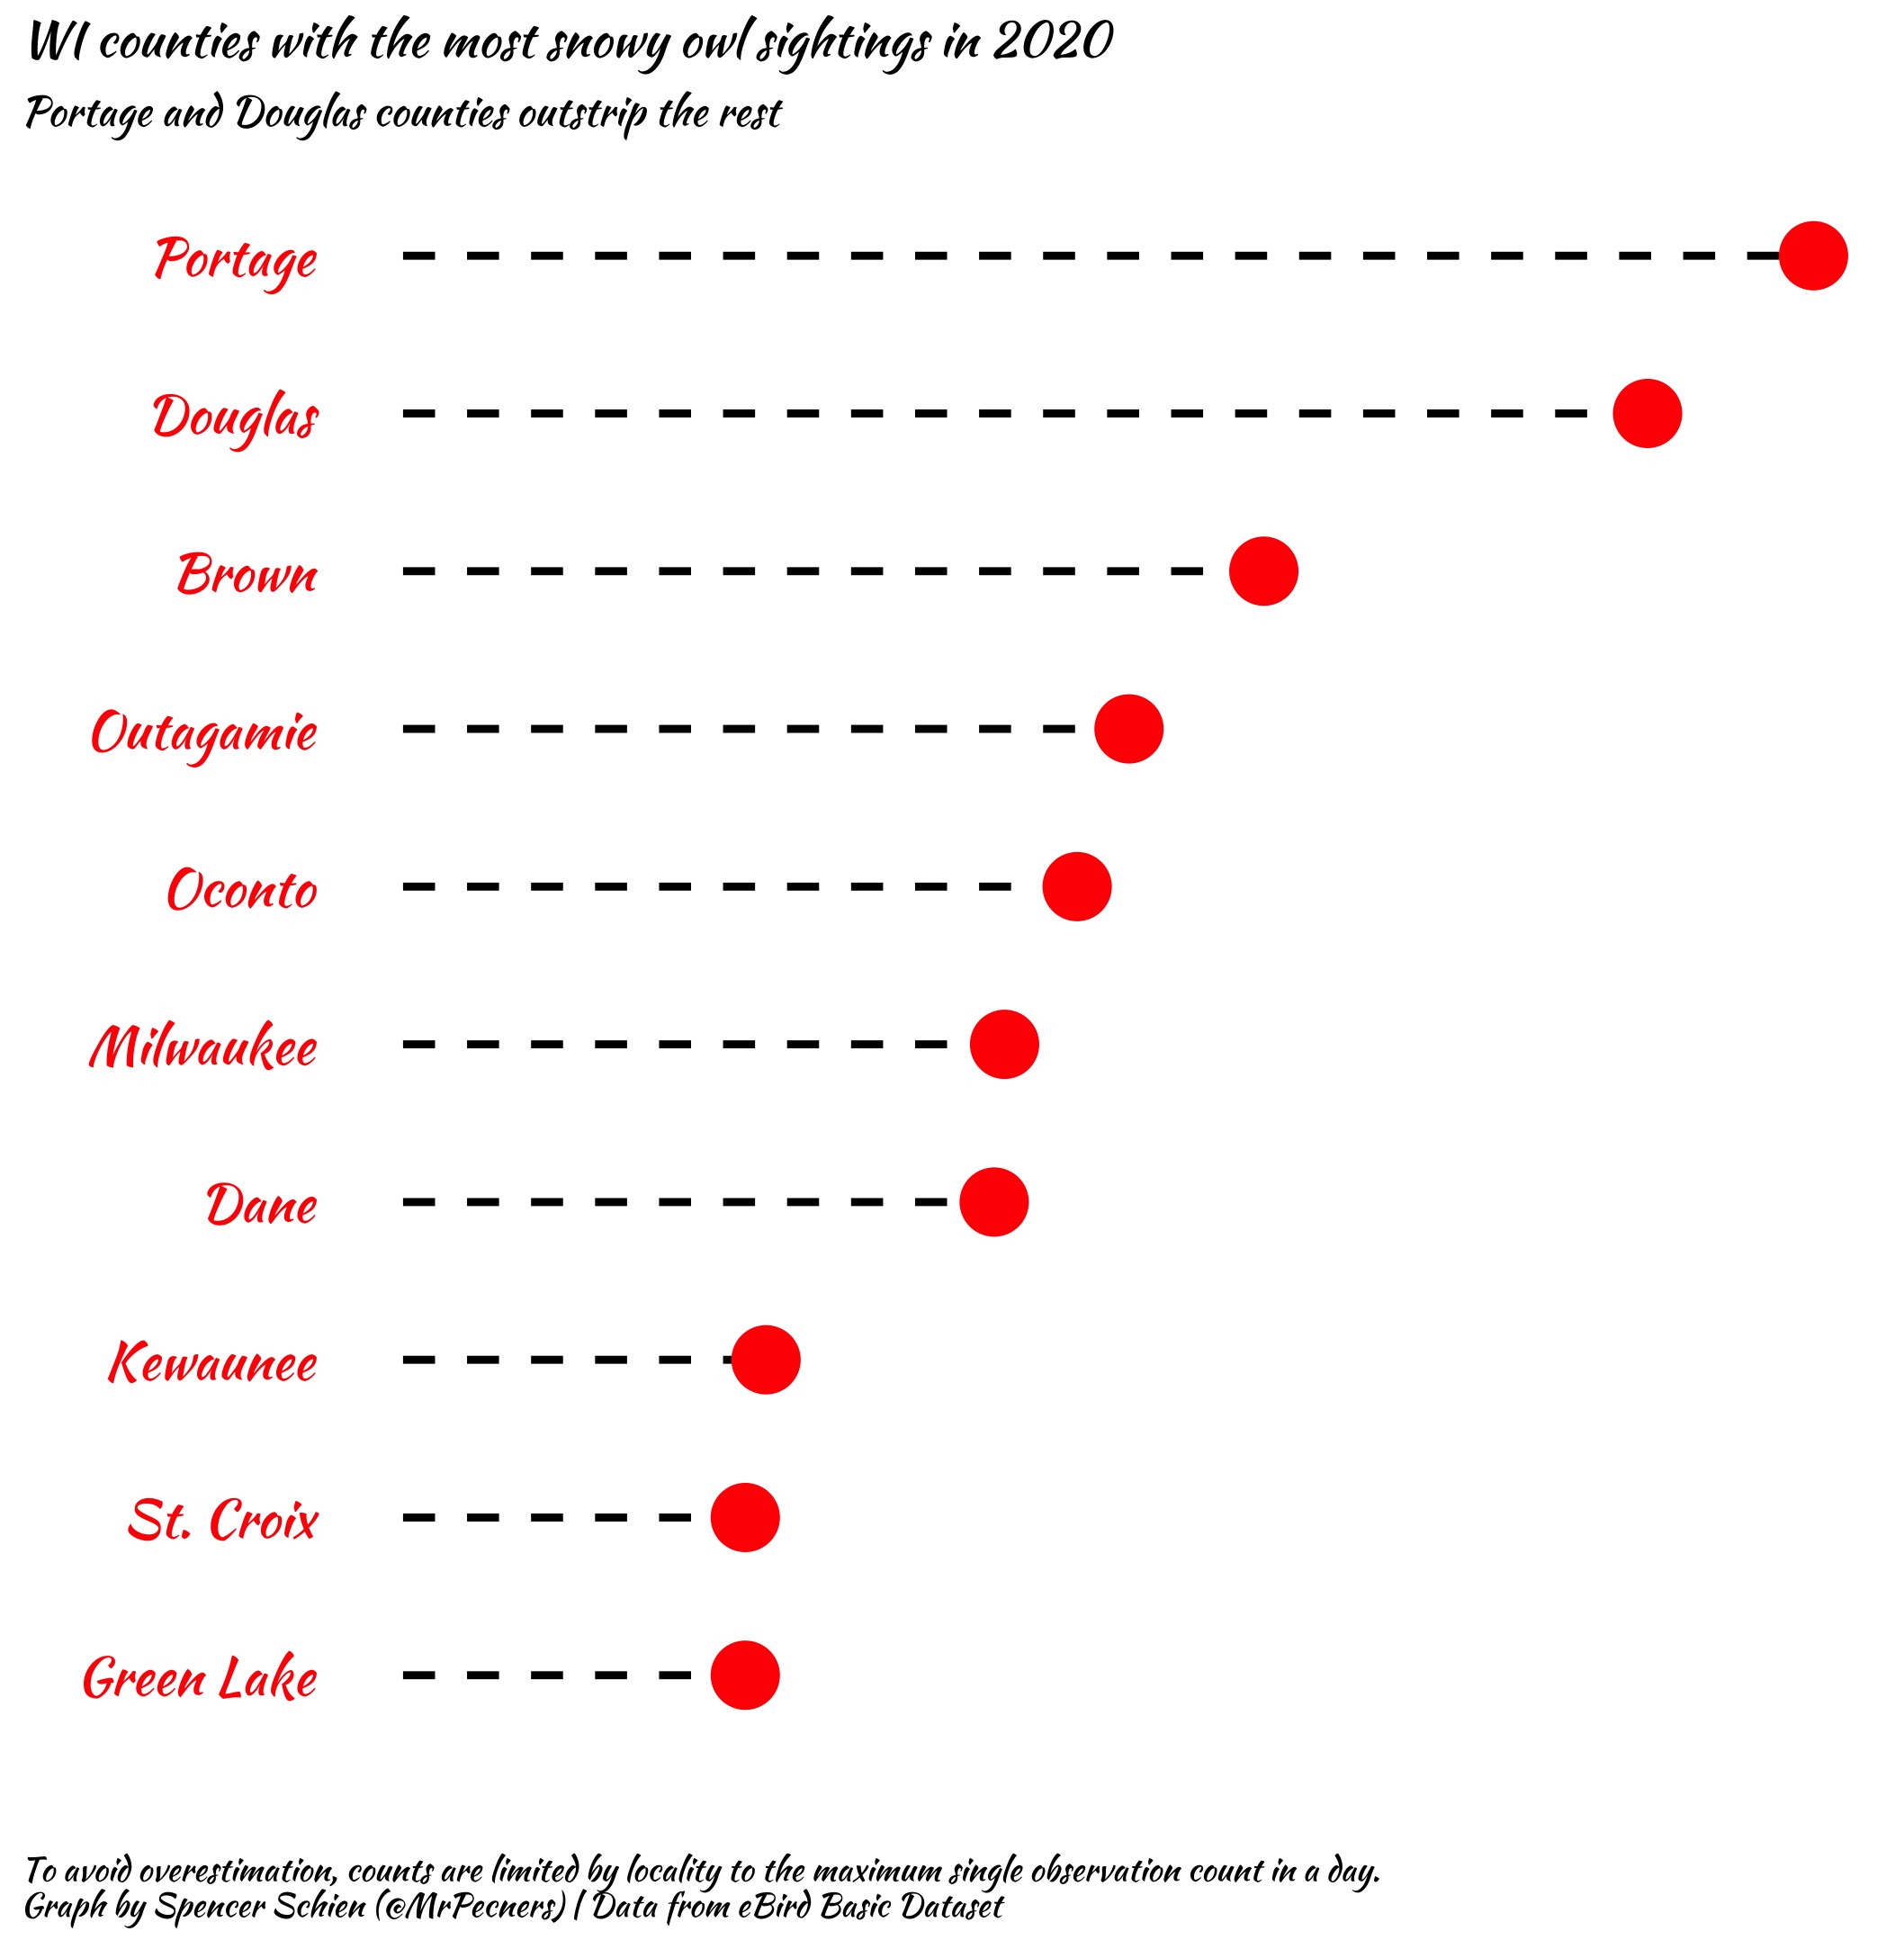 WI counties with the most snowy owl sightings in 2020
Portage and Douglas counties outstrip the rest
Portage
Douglas
Brown
Outagamie
Oconto
Milwaukee
Dane
Kewaunee
St. Croix
Green Lake
To avoid overestimation, counts are limited by locality to the maximum single observation count in a day.
Graph by Spencer Schien (@MrPecners) | Data from eBird Basic Dataset